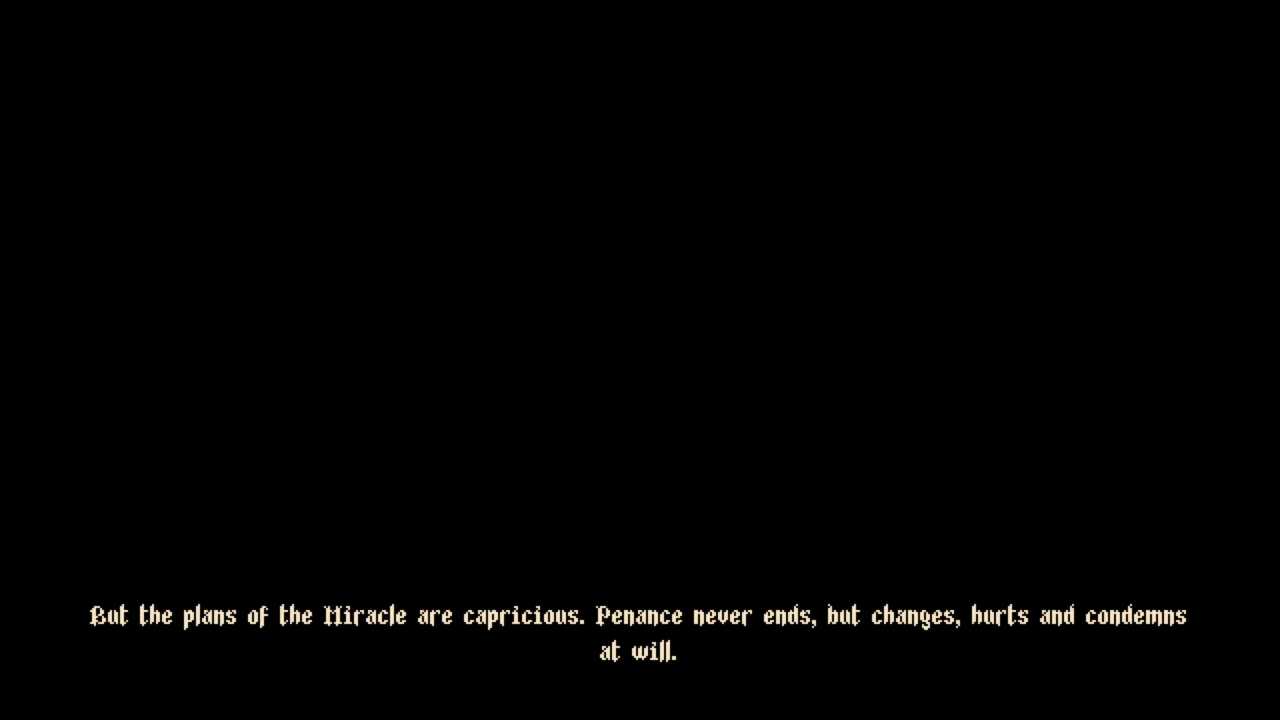 But the plans of the Miracle are capricious. Penance never ends, but changes, hurts and condemns
at will.